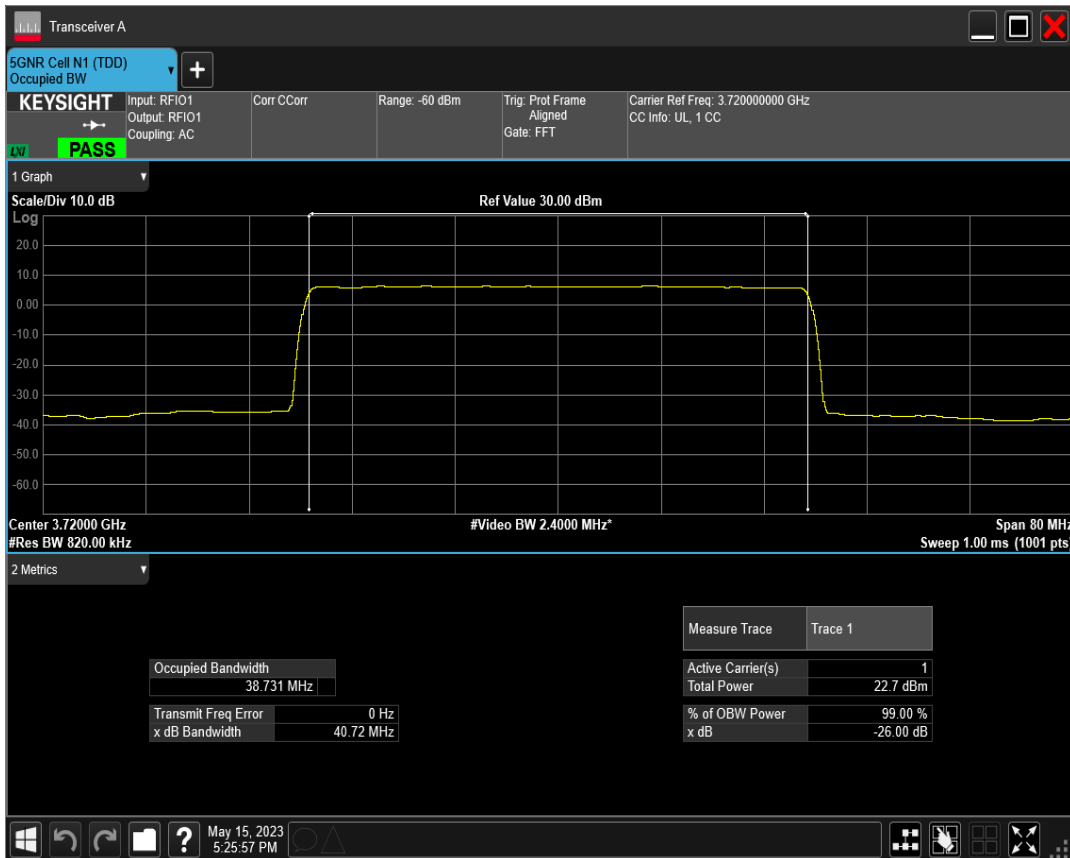 Transceiver A
5GNR Cell N1 (TDD)
Occupied BW
+
KEYSIGHT
LXI
PASS
Input: RFIO1
Output: RFIO1
Coupling: AC
Corr CCorr
Range: -60 dBm
Trig: Prot Frame
Aligned
Gate: FFT
Carrier Ref Freq: 3.720000000 GHz
CC Info: UL, 1 CC
1 Graph
Scale/Div 10.0 dB
Ref Value 30.00 dBm
Log
20.0
10.0
0.00
-10.0
-20.0
-30.0
-40.0
-50.0
-60.0
Center 3.72000 GHz
#Video BW 2.4000 MHz*
Span 80 MHz
#Res BW 820.00 kHz
Sweep 1.00 ms (1001 pts)
2 Metrics
Measure Trace Trace 1
Occupied Bandwidth
38.731 MHz
Active Carrier(s) 1
Total Power 22.7 dBm
Transmit Freq Error 0 Hz
x dB Bandwidth 40.72 MHz
% of OBW Power 99.00 %
x dB -26.00 dB
?
May 15, 2023
5:25:57 PM